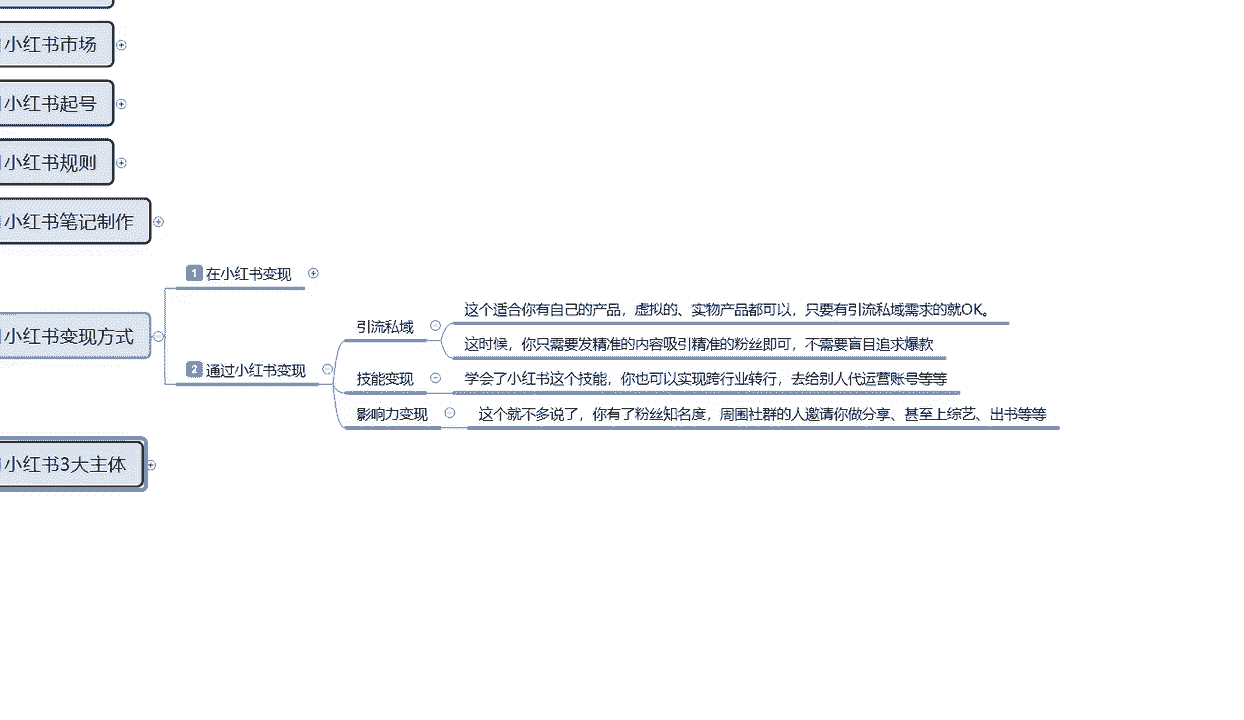 小红书市场
小红书起号
小红书规则
小红书笔记制作
小红书变现方式
1 在小红书变现
2 通过小红书变现
引流私域
这个适合你有自己的产品，虚拟的、实物产品都可以，只要有引流私域需求的就OK。
这时候，你只需要发精准的内容吸引精准的粉丝即可，不需要盲目追求爆款
技能变现
学会了小红书这个技能，你也可以实现跨行业转行，去给别人代运营账号等等
影响力变现
这个就不多说了，你有了粉丝知名度，周围社群的人邀请你做分享、甚至上综艺、出书等等
小红书3大主体